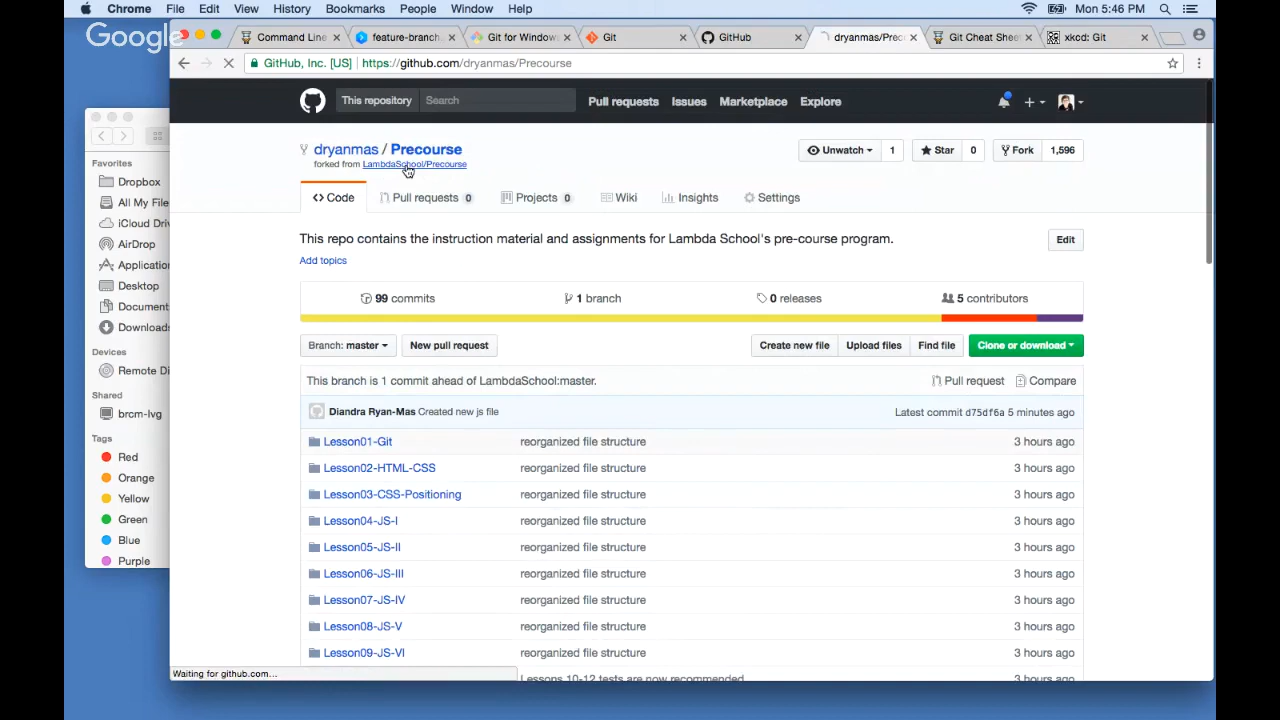 Chrome File Edit View History Bookmarks People Window Help Mon 5:46 PM
Google
Command Line feature-branch Git for Window Git GitHub dryanmas/Prec Git Cheat Shee xkcd: Git
GitHub, Inc. [US] https://github.com/dryanmas/Precourse
This repository Search Pull requests Issues Marketplace Explore
dryanmas / Precourse Unwatch 1 Star 0 Fork 1,596
forked from LambdaSchool/Precourse
Code Pull requests 0 Projects 0 Wiki Insights Settings
This repo contains the instruction material and assignments for Lambda School's pre-course program. Edit
Add topics
99 commits 1 branch 0 releases 5 contributors
Branch: master New pull request Create new file Upload files Find file Clone or download
This branch is 1 commit ahead of LambdaSchool:master. Pull request Compare
Diandra Ryan-Mas Created new js file Latest commit d75df6a 5 minutes ago
Lesson01-Git reorganized file structure 3 hours ago
Lesson02-HTML-CSS reorganized file structure 3 hours ago
Lesson03-CSS-Positioning reorganized file structure 3 hours ago
Lesson04-JS-I reorganized file structure 3 hours ago
Lesson05-JS-II reorganized file structure 3 hours ago
Lesson06-JS-III reorganized file structure 3 hours ago
Lesson07-JS-IV reorganized file structure 3 hours ago
Lesson08-JS-V reorganized file structure 3 hours ago
Lesson09-JS-VI reorganized file structure 3 hours ago
Lessons 10-12 tests are now recommended 3 hours ago
Waiting for github.com...
Favorites
Dropbox
All My File
iCloud Driv
AirDrop
Application
Desktop
Document
Downloads
Devices
Remote Di
Shared
brcm-lvg
Tags
Red
Orange
Yellow
Green
Blue
Purple